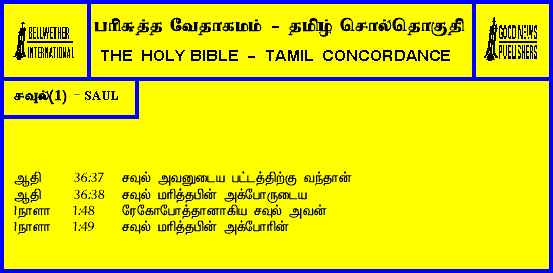 BELLWETHER
INTERNATIONAL
பரிசுத்த வேதாகமம் - தமிழ் சொல்தொகுதி
THE HOLY BIBLE - TAMIL CONCORDANCE
GOOD NEWS
PUBLISHERS
சவுல்(1) - SAUL
ஆதி 36:37 சவுல் அவனுடைய பட்டத்திற்கு வந்தான்
ஆதி 36:38 சவுல் மரித்தபின் அக்போருடைய
1நாளா 1:48 ரேகோபோத்தானாகிய சவுல் அவன்
1நாளா 1:49 சவுல் மரித்தபின் அக்போரின்